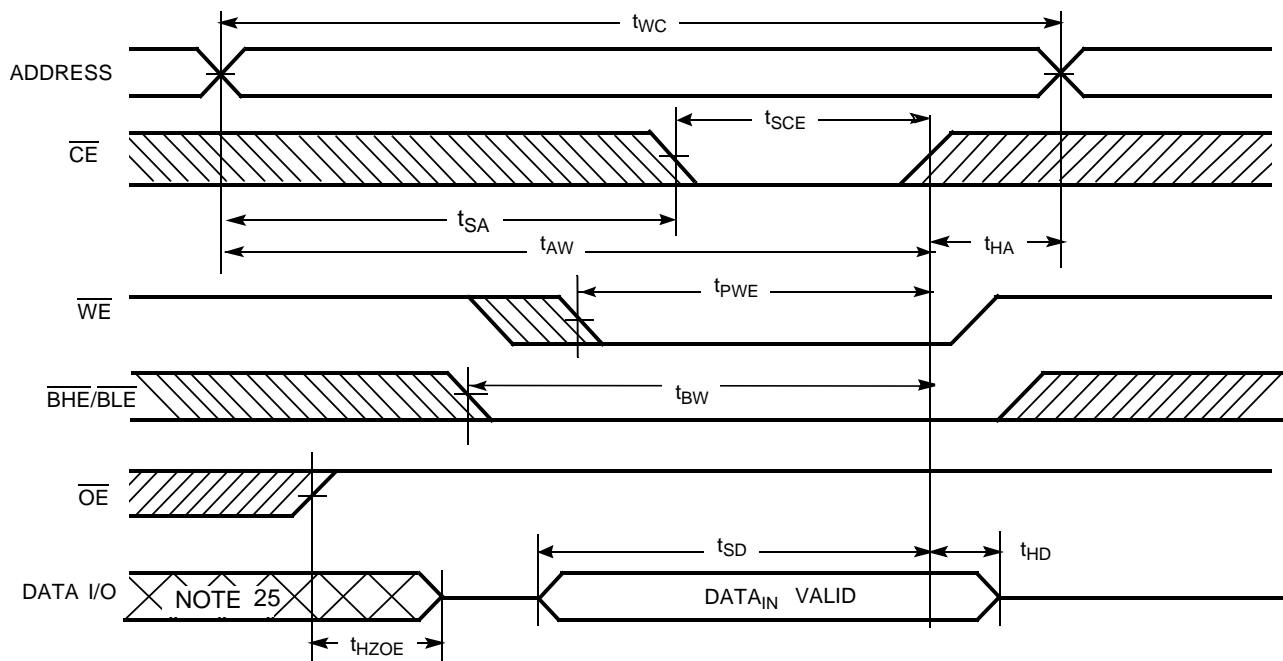 tWC
ADDRESS
tSCE
CE
tSA
tAW
tHA
tPWE
WE
tBW
BHE/BLE
OE
tSD
tHD
DATA I/O
NOTE 25
DATAIN VALID
tHZOE